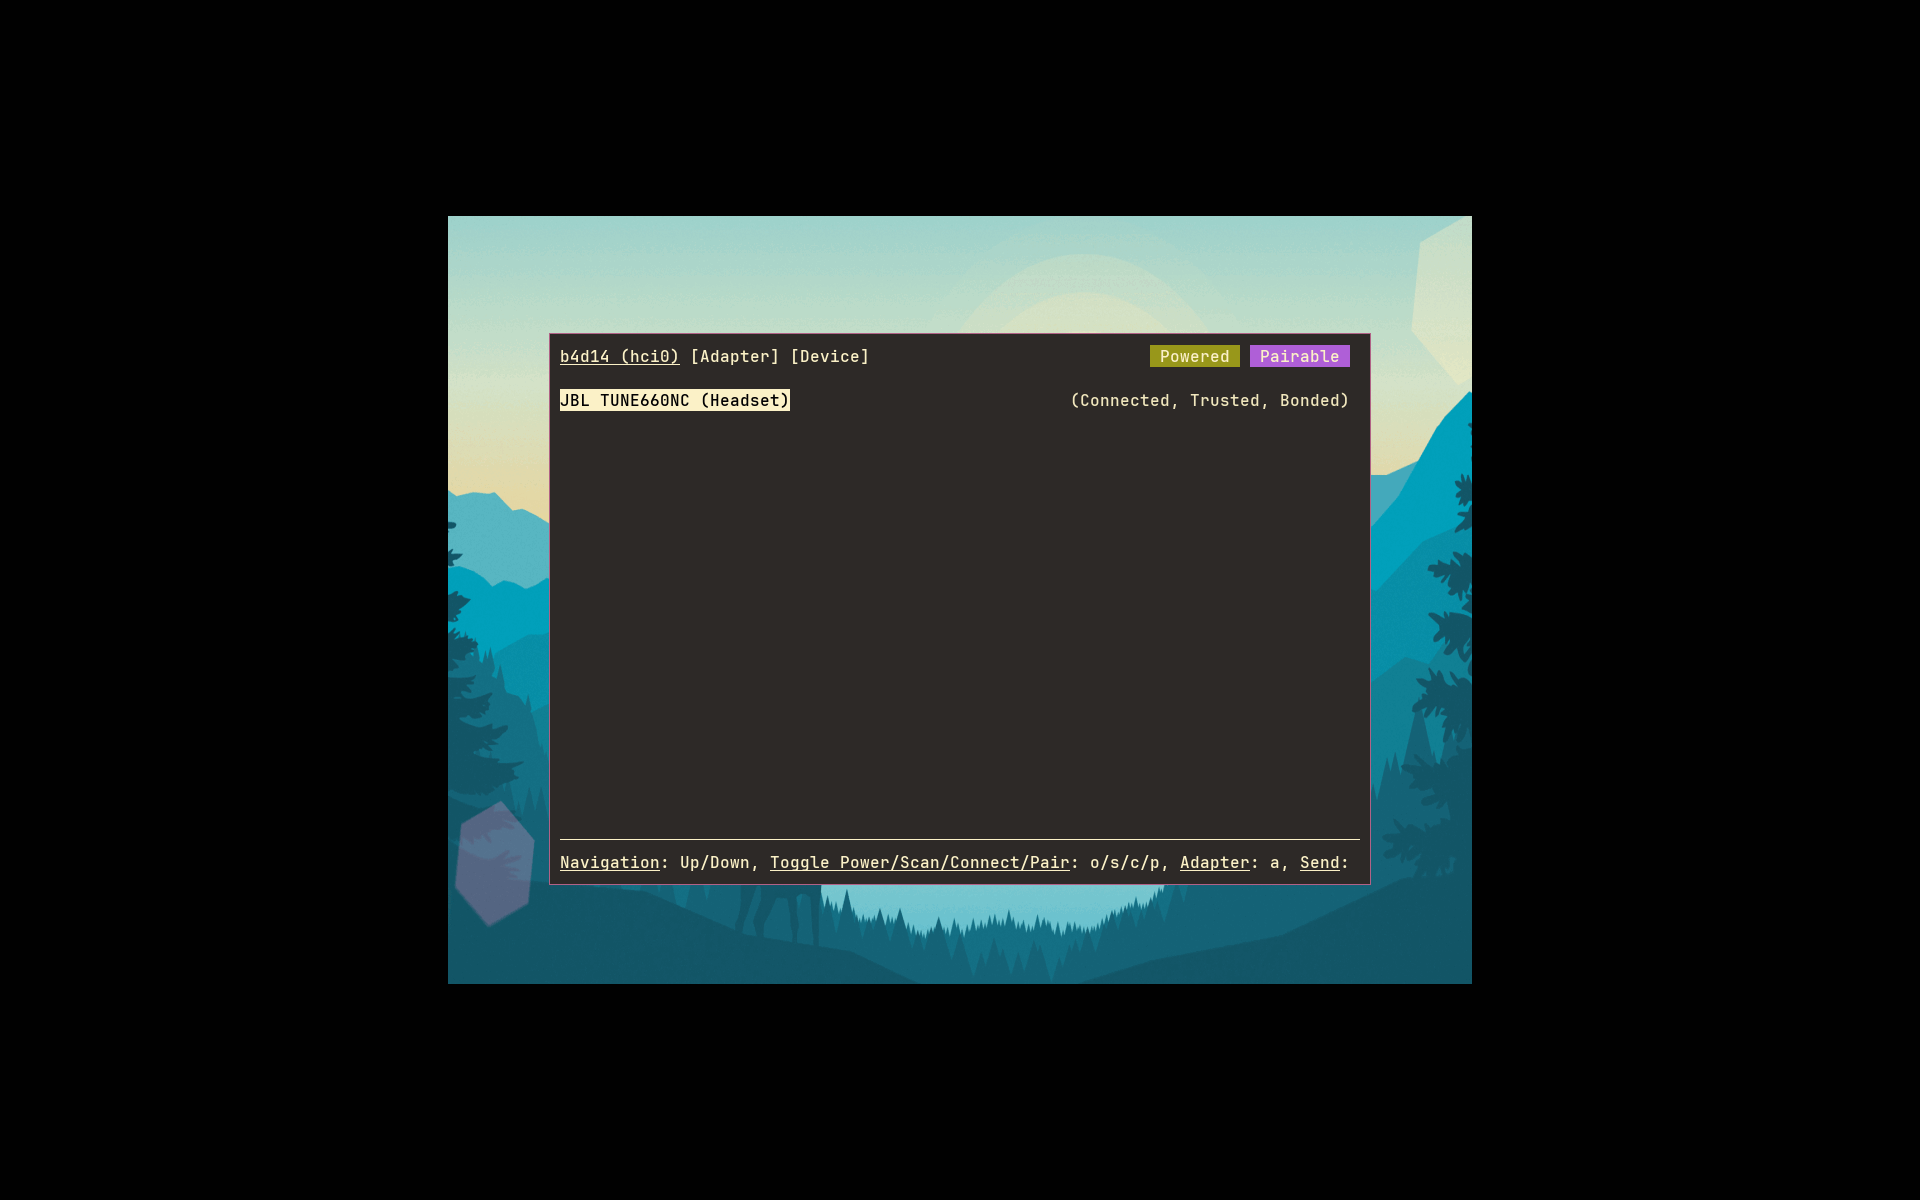 b4d14 (hci0) [Adapter] [Device] Powered Pairable
JBL TUNE660NC (Headset) (Connected, Trusted, Bonded)
Navigation: Up/Down, Toggle Power/Scan/Connect/Pair: o/s/c/p, Adapter: a, Send: